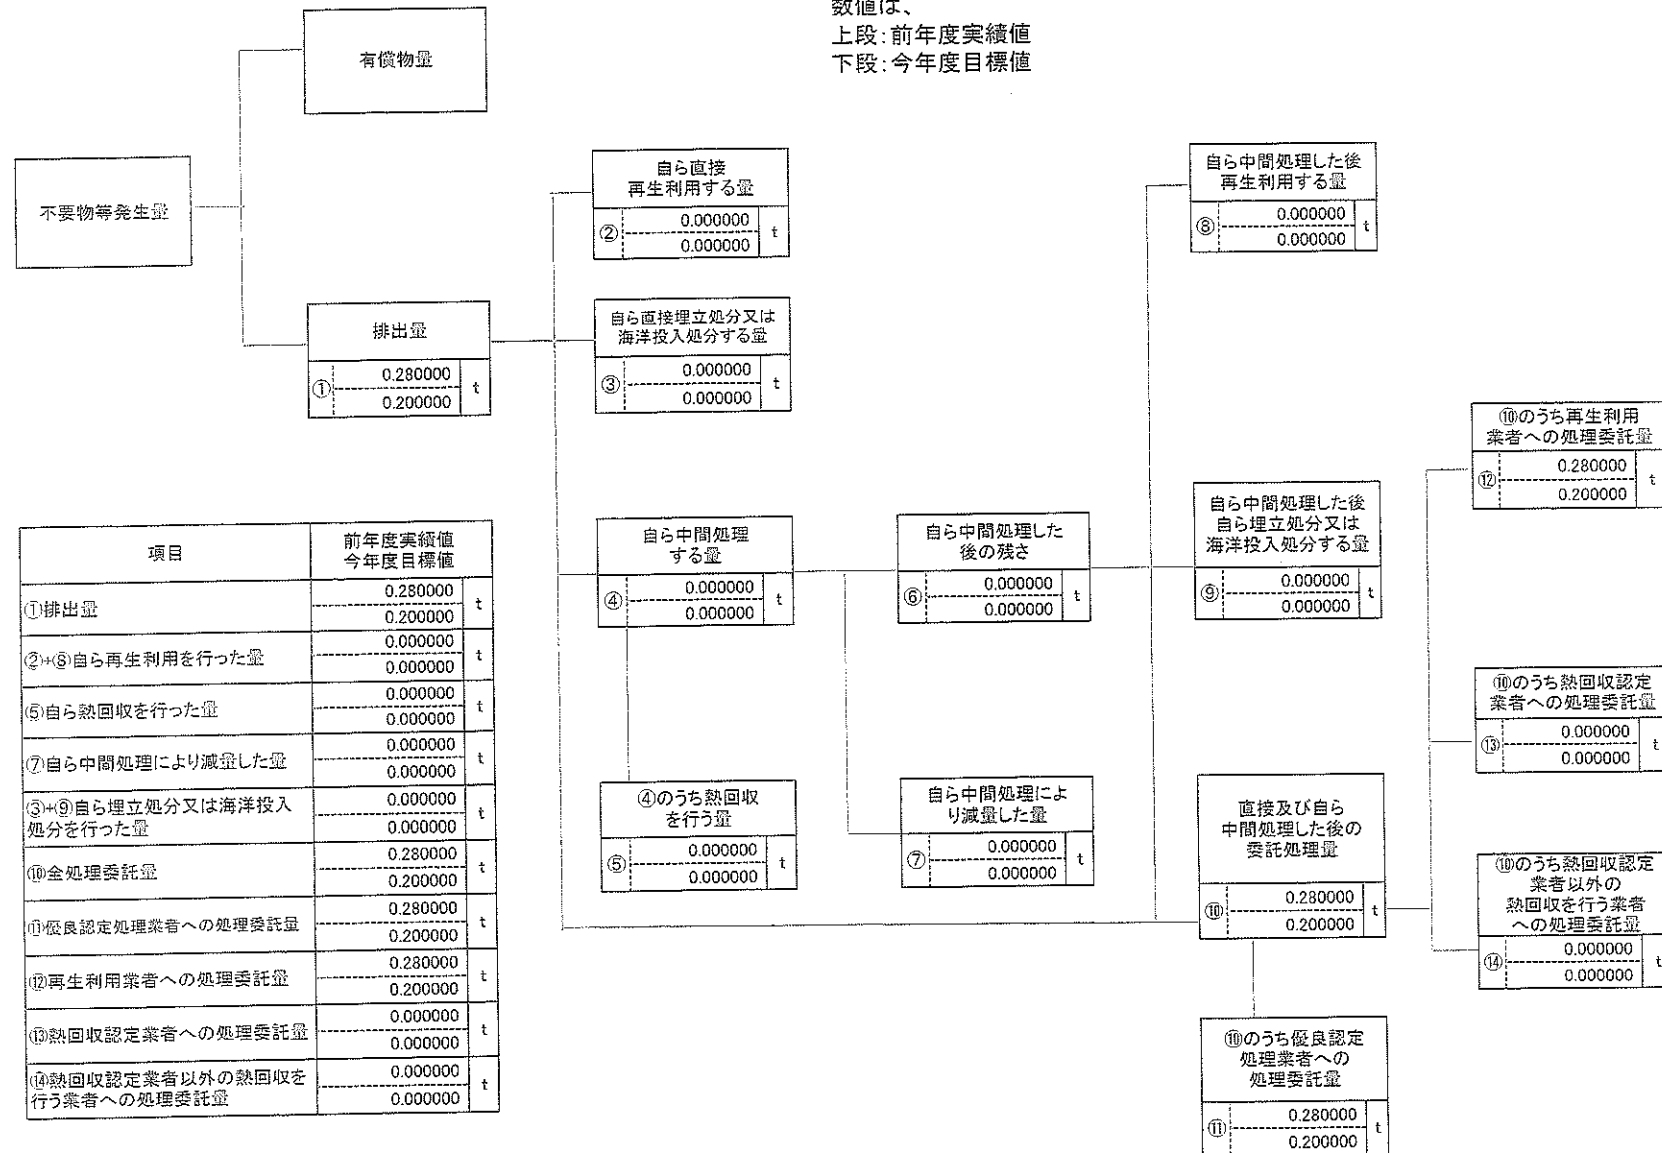 数値は、
上段:前年度実績値
下段:今年度目標値
有償物量
不要物等発生量
排出量
①
0.280000
0.200000
t
自ら直接
再生利用する量
②
0.000000
0.000000
t
自ら直接埋立処分又は
海洋投入処分する量
③
0.000000
0.000000
t
自ら中間処理
する量
④
0.000000
0.000000
t
④のうち熱回収
を行う量
⑤
0.000000
0.000000
t
自ら中間処理した
後の残さ
⑥
0.000000
0.000000
t
自ら中間処理によ
り減量した量
⑦
0.000000
0.000000
t
自ら中間処理した後
再生利用する量
⑧
0.000000
0.000000
t
自ら中間処理した後
自ら埋立処分又は
海洋投入処分する量
⑨
0.000000
0.000000
t
直接及び自ら
中間処理した後の
委託処理量
⑩
0.280000
0.200000
t
⑩のうち優良認定
処理業者への
処理委託量
⑪
0.280000
0.200000
t
⑩のうち再生利用
業者への処理委託量
⑫
0.280000
0.200000
t
⑩のうち熱回収認定
業者への処理委託量
⑬
0.000000
0.000000
t
⑩のうち熱回収認定
業者以外の
熱回収を行う業者
への処理委託量
⑭
0.000000
0.000000
t
項目
前年度実績値
今年度目標値
①排出量
0.280000
0.200000
t
②+⑧自ら再生利用を行った量
0.000000
0.000000
t
⑤自ら熱回収を行った量
0.000000
0.000000
t
⑦自ら中間処理により減量した量
0.000000
0.000000
t
③+⑨自ら埋立処分又は海洋投入
処分を行った量
0.000000
0.000000
t
⑩全処理委託量
0.280000
0.200000
t
⑪優良認定処理業者への処理委託量
0.280000
0.200000
t
⑫再生利用業者への処理委託量
0.280000
0.200000
t
⑬熱回収認定業者への処理委託量
0.000000
0.000000
t
⑭熱回収認定業者以外の熱回収を
行う業者への処理委託量
0.000000
0.000000
t